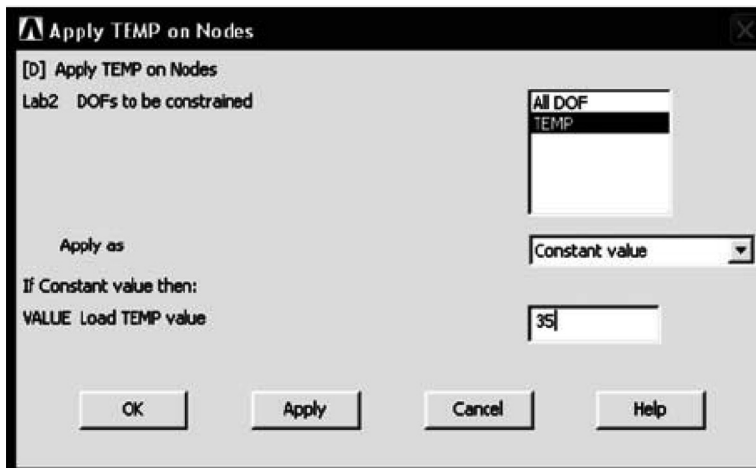 Apply TEMP on Nodes
[D] Apply TEMP on Nodes
Lab2 DOFs to be constrained
All DOF
TEMP
Apply as
Constant value
If Constant value then:
VALUE Load TEMP value
35
OK Apply Cancel Help